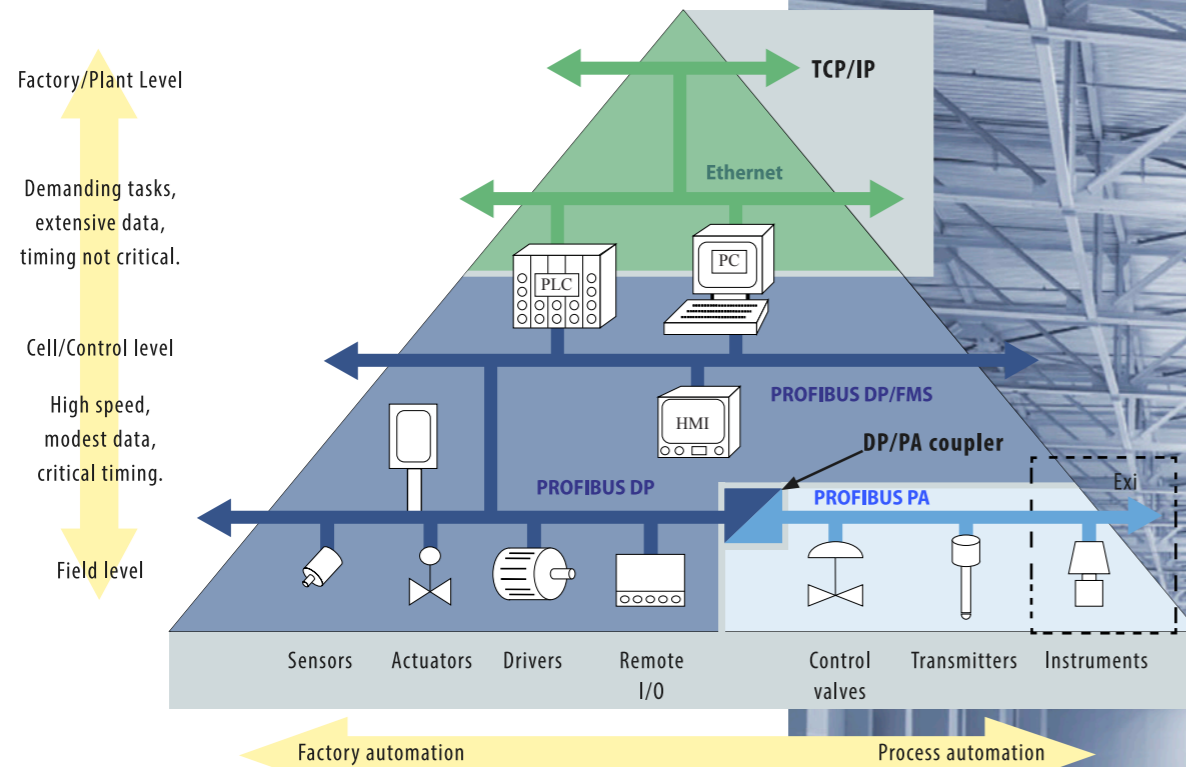 Factory/Plant Level
TCP/IP
Demanding tasks,
extensive data,
timing not critical.
Ethernet
PLC
PC
Cell/Control level
PROFIBUS DP/FMS
High speed,
modest data,
critical timing.
HMI
DP/PA coupler
PROFIBUS DP
PROFIBUS PA
Exi
Field level
Sensors
Actuators
Drivers
Remote
I/O
Control
valves
Transmitters
Instruments
Factory automation
Process automation